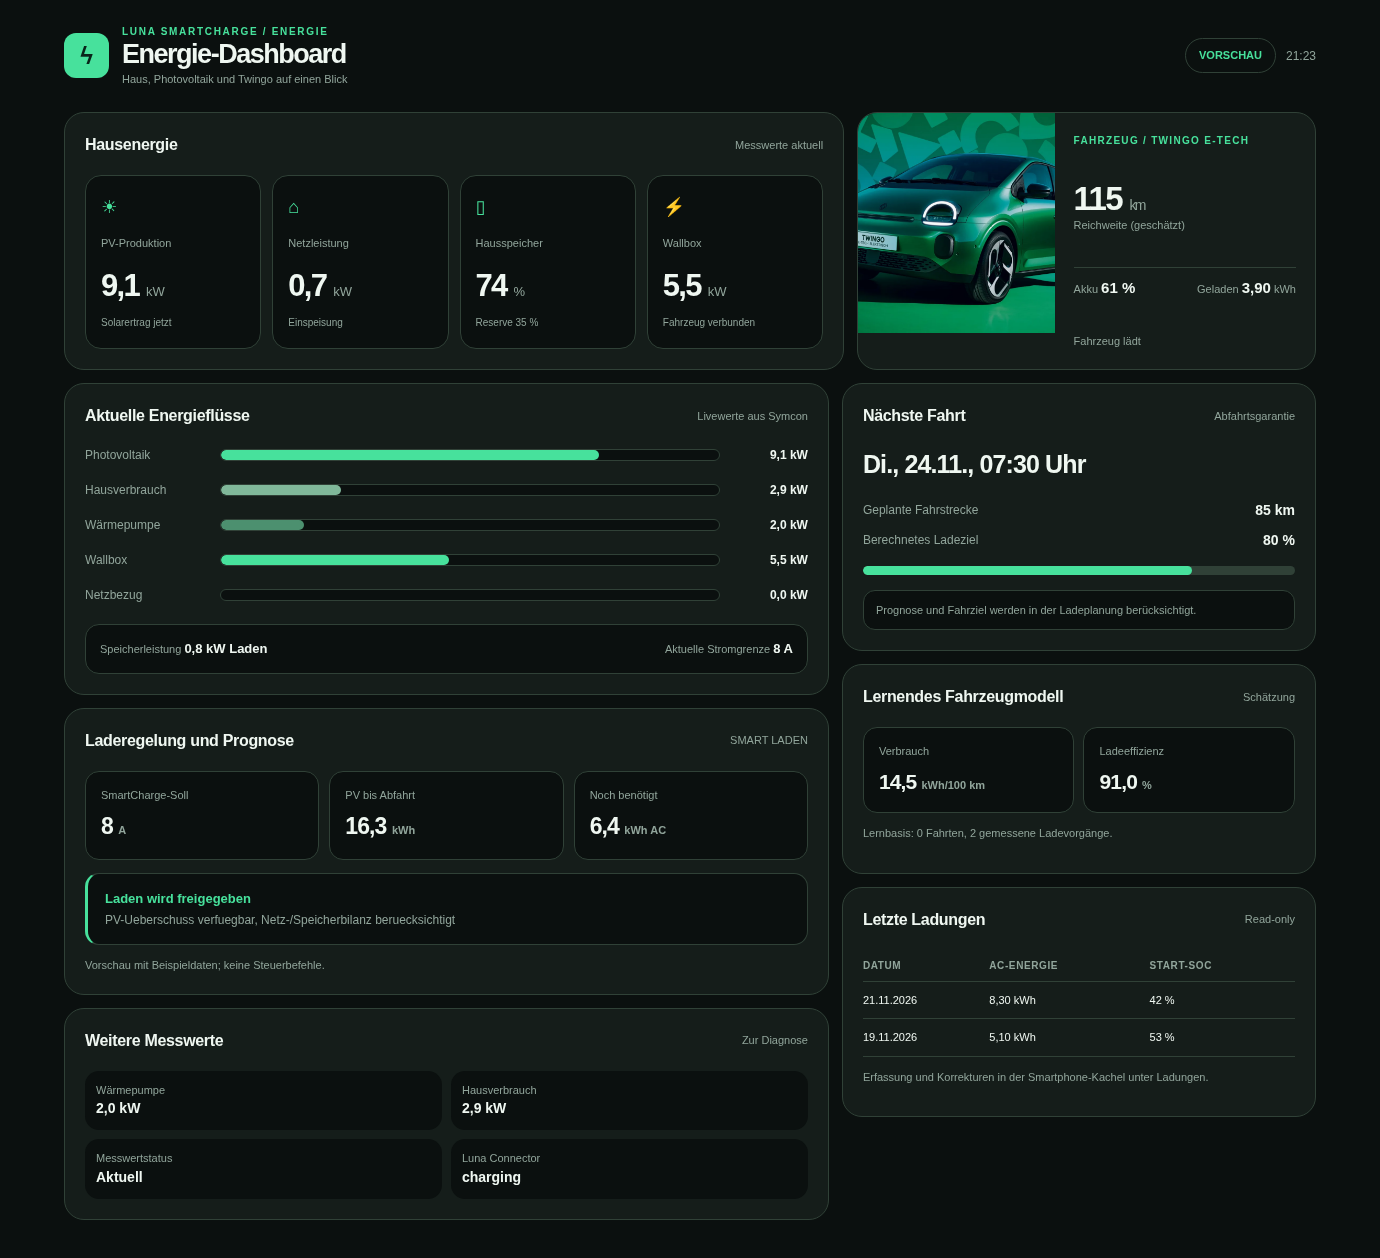 LUNA SMARTCHARGE / ENERGIE
Energie-Dashboard
Haus, Photovoltaik und Twingo auf einen Blick
VORSCHAU
21:23
Hausenergie
Messwerte aktuell
PV-Produktion
9,1 kW
Solarertrag jetzt
Netzleistung
0,7 kW
Einspeisung
Hausspeicher
74 %
Reserve 35 %
Wallbox
5,5 kW
Fahrzeug verbunden
TWINGO
FAHRZEUG / TWINGO E-TECH
115 km
Reichweite (geschätzt)
Akku 61 %
Geladen 3,90 kWh
Fahrzeug lädt
Aktuelle Energieflüsse
Livewerte aus Symcon
Photovoltaik 9,1 kW
Hausverbrauch 2,9 kW
Wärmepumpe 2,0 kW
Wallbox 5,5 kW
Netzbezug 0,0 kW
Speicherleistung 0,8 kW Laden
Aktuelle Stromgrenze 8 A
Nächste Fahrt
Abfahrtsgarantie
Di., 24.11., 07:30 Uhr
Geplante Fahrstrecke 85 km
Berechnetes Ladeziel 80 %
Prognose und Fahrziel werden in der Ladeplanung berücksichtigt.
Laderegelung und Prognose
SMART LADEN
SmartCharge-Soll
8 A
PV bis Abfahrt
16,3 kWh
Noch benötigt
6,4 kWh AC
Laden wird freigegeben
PV-Ueberschuss verfuegbar, Netz-/Speicherbilanz beruecksichtigt
Vorschau mit Beispieldaten; keine Steuerbefehle.
Lernendes Fahrzeugmodell
Schätzung
Verbrauch
14,5 kWh/100 km
Ladeeffizienz
91,0 %
Lernbasis: 0 Fahrten, 2 gemessene Ladevorgänge.
Letzte Ladungen
Read-only
DATUM AC-ENERGIE START-SOC
21.11.2026 8,30 kWh 42 %
19.11.2026 5,10 kWh 53 %
Erfassung und Korrekturen in der Smartphone-Kachel unter Ladungen.
Weitere Messwerte
Zur Diagnose
Wärmepumpe
2,0 kW
Hausverbrauch
2,9 kW
Messwertstatus
Aktuell
Luna Connector
charging